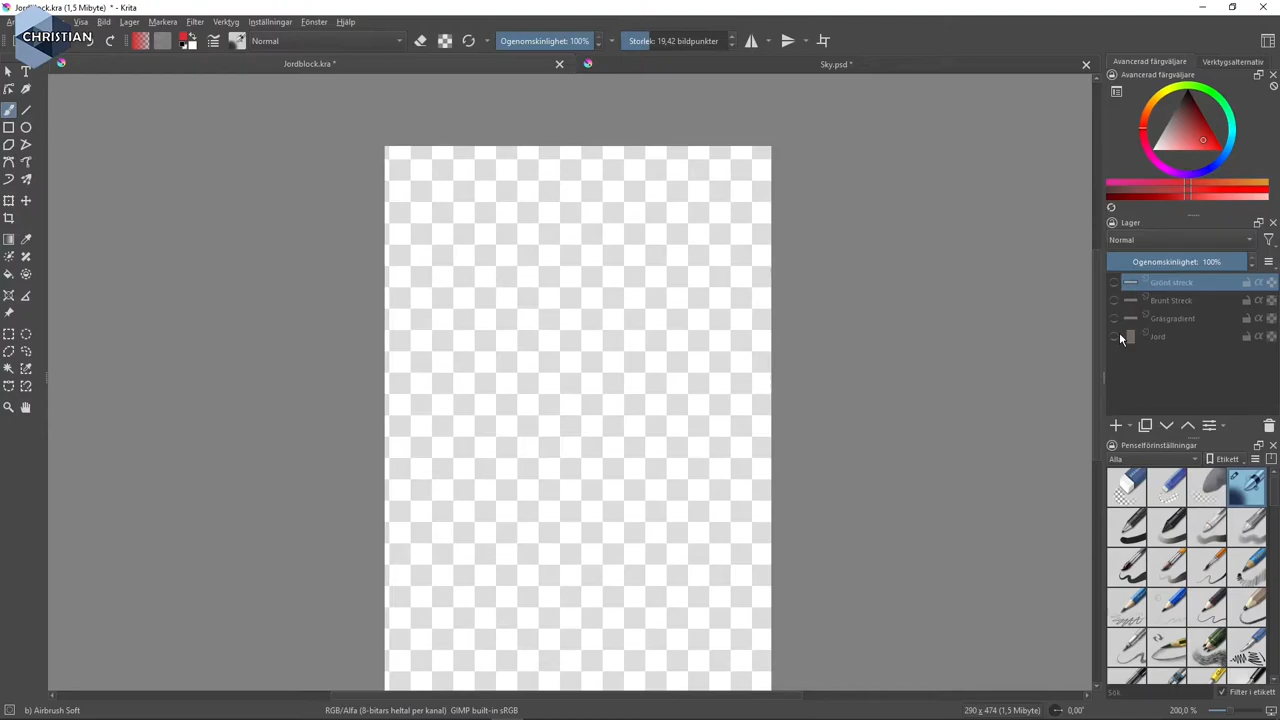 Jordblock.kra (1,5 Mibyte) * - Krita
CHRISTIAN
Visa Bild Lager Markera Filter Verktyg Inställningar Fönster Hjälp
Normal
Ogenomskinlighet: 100%
Storlek: 19,42 bildpunkter
Jordblock.kra *
Sky.psd *
Avancerad färgväljare
Verktygsalternativ
Avancerad färgväljare
Lager
Normal
Ogenomskinlighet: 100%
Grönt streck
Brunt Streck
Gräsgradient
Jord
Penselförinställningar
Alla
Etikett
Sök
Filter i etikett
b) Airbrush Soft
RGB/Alfa (8-bitars heltal per kanal) GIMP built-in sRGB
290 x 474 (1,5 Mibyte)
0,00°
200,0 %